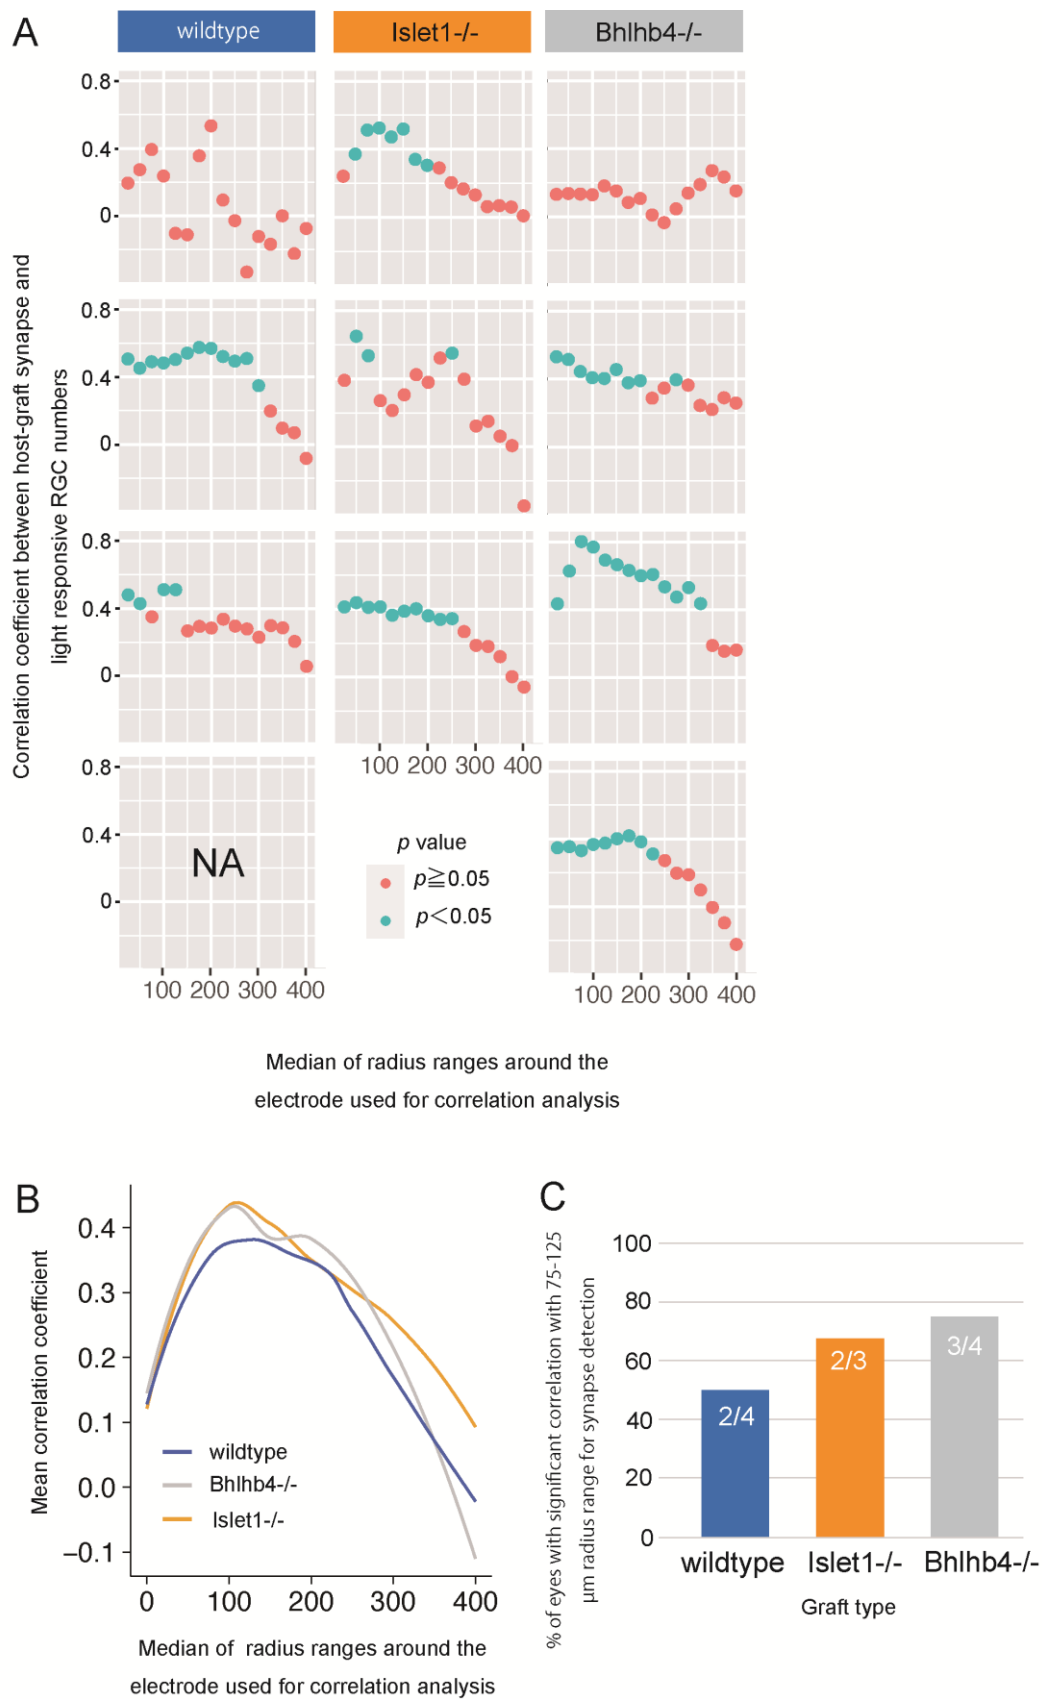 A
wildtype
Islet1-/-
Bhlhb4-/-
Correlation coefficient between host-graft synapse and
light responsive RGC numbers
0.8
0.4
0
0.8
0.4
0
0.8
0.4
0
100 200 300 400
0.8
0.4
0
NA
p value
p≧0.05
p<0.05
100 200 300 400
100 200 300 400
Median of radius ranges around the
electrode used for correlation analysis
B
Mean correlation coefficient
0.4
0.3
0.2
0.1
0.0
−0.1
wildtype
Bhlhb4-/-
Islet1-/-
0 100 200 300 400
Median of radius ranges around the
electrode used for correlation analysis
C
% of eyes with significant correlation with 75-125
μm radius range for synapse detection
100
80
60
40
20
0
2/4
2/3
3/4
wildtype Islet1-/- Bhlhb4-/-
Graft type